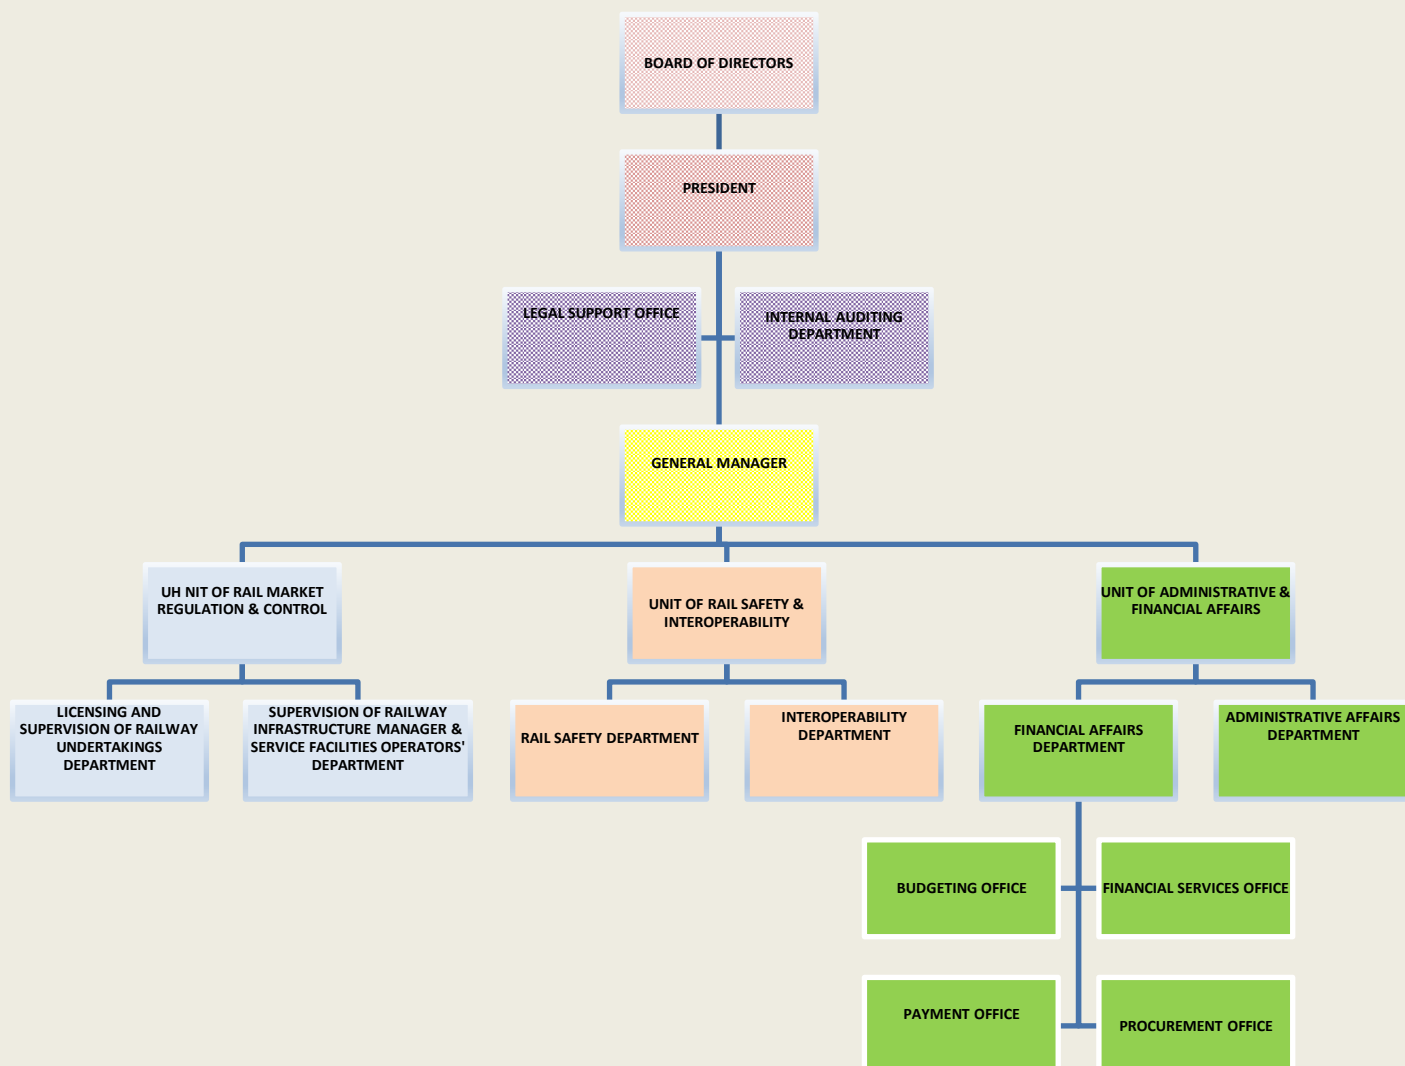 BOARD OF DIRECTORS
PRESIDENT
LEGAL SUPPORT OFFICE
INTERNAL AUDITING
DEPARTMENT
GENERAL MANAGER
UH NIT OF RAIL MARKET
REGULATION & CONTROL
UNIT OF RAIL SAFETY &
INTEROPERABILITY
UNIT OF ADMINISTRATIVE &
FINANCIAL AFFAIRS
LICENSING AND
SUPERVISION OF RAILWAY
UNDERTAKINGS
DEPARTMENT
SUPERVISION OF RAILWAY
INFRASTRUCTURE MANAGER &
SERVICE FACILITIES OPERATORS'
DEPARTMENT
RAIL SAFETY DEPARTMENT
INTEROPERABILITY
DEPARTMENT
FINANCIAL AFFAIRS
DEPARTMENT
ADMINISTRATIVE AFFAIRS
DEPARTMENT
BUDGETING OFFICE
FINANCIAL SERVICES OFFICE
PAYMENT OFFICE
PROCUREMENT OFFICE